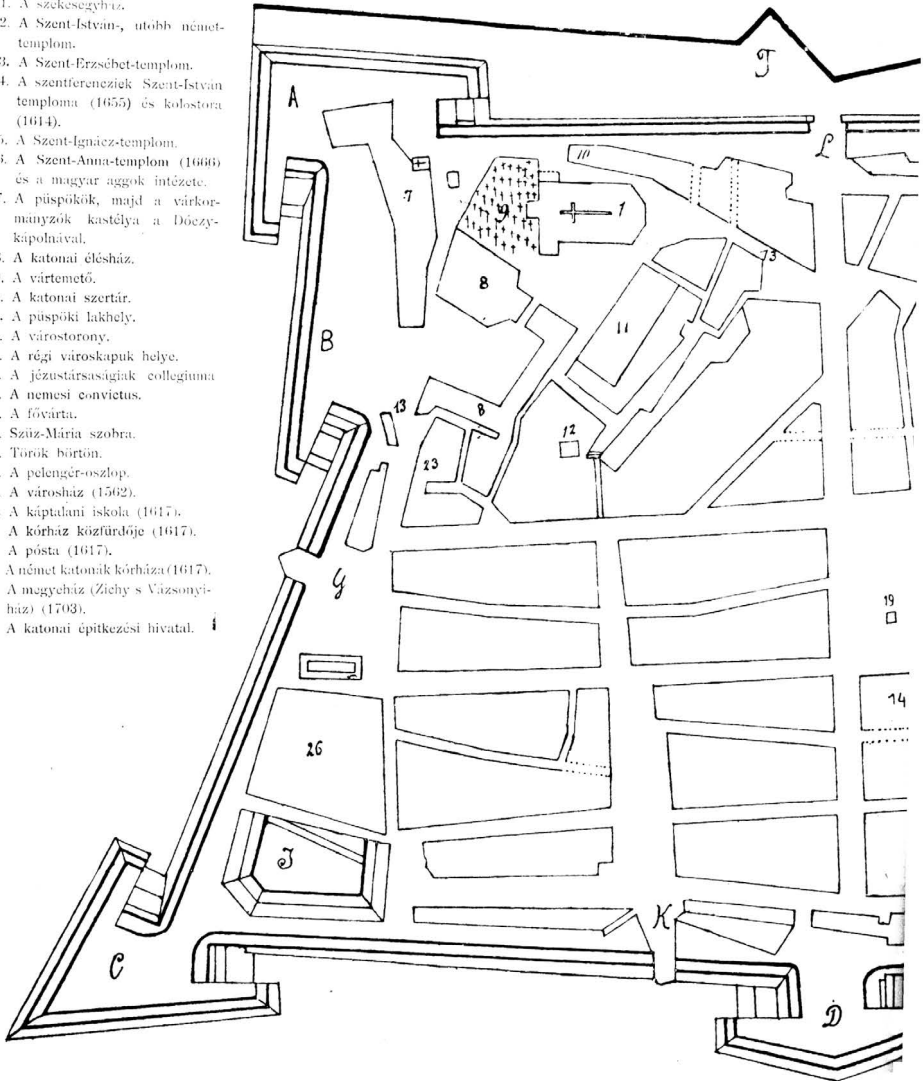 1. A székesegyház.
2. A Szent-István-, utóbb német-
templom.
3. A Szent-Erzsébet-templom.
4. A szentferencziek Szent-István
temploma (1655) és kolostora
(1614).
5. A Szent-Ignácz-templom.
6. A Szent-Anna-templom (1666)
és a magyar aggok intézete.
7. A püspökök, majd a várkor-
mányzók kastélya a Dóczy-
kápolnával.
A katonai élésház.
A vártemető.
A katonai szertár.
A püspöki lakhely.
A várostorony.
A régi városkapuk helye.
A jézustársaságiak collegiuma
A nemesi convictus.
A fővárta.
Szüz-Mária szobra.
Török börtön.
A pelengér-oszlop.
A városház (1562).
A káptalani iskola (1617).
A kórház közfürdője (1617).
A pósta (1617).
A német katonák kórháza (1617).
A megyeház (Zichy s Vázsonyi-
ház) (1703).
A katonai építkezési hivatal.
A
7
9
1
L
8
11
13
B
13
8
12
23
G
19
14
26
J
K
C
D